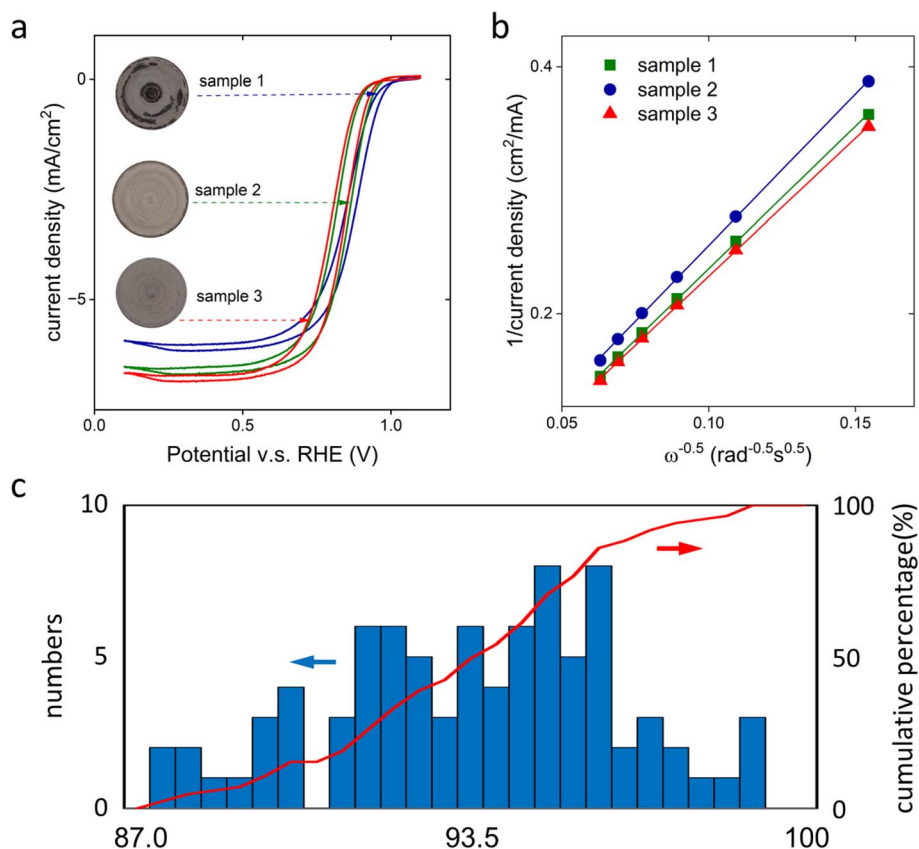 a
0
−5
current density (mA/cm²)
sample 1
sample 2
sample 3
0.0 0.5 1.0
Potential v.s. RHE (V)
b
0.4
0.2
1/current density (cm²/mA)
sample 1
sample 2
sample 3
0.05 0.10 0.15
ω⁻⁰·⁵ (rad⁻⁰·⁵s⁰·⁵)
c
10
5
0
numbers
100
50
0
cumulative percentage(%)
87.0 93.5 100